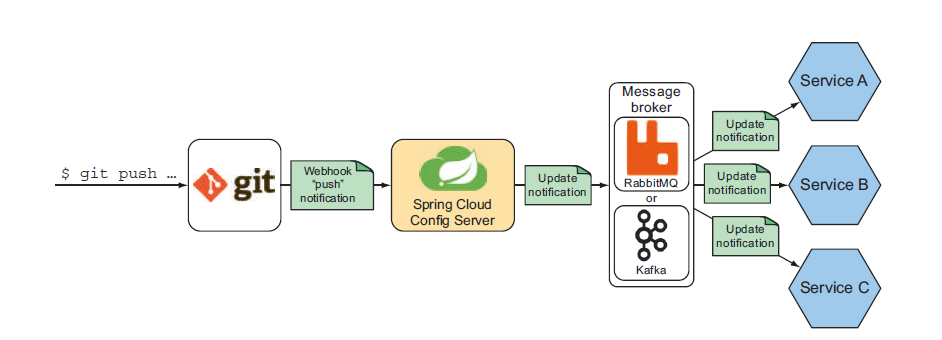 $ git push …
git
Webhook
“push”
notification
Spring Cloud
Config Server
Update
notification
Message
broker
RabbitMQ
or
Kafka
Update
notification
Service A
Update
notification
Service B
Update
notification
Service C